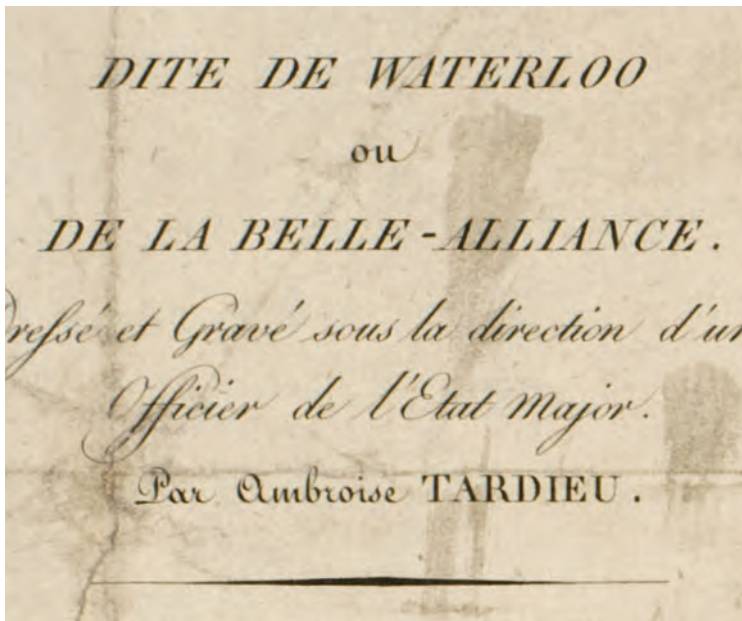 DITE DE WATERLOO
ou
DE LA BELLE-ALLIANCE.
ressé et Gravé sous la direction d'un
Officier de l'Etat Major.
Par Ambroise TARDIEU.